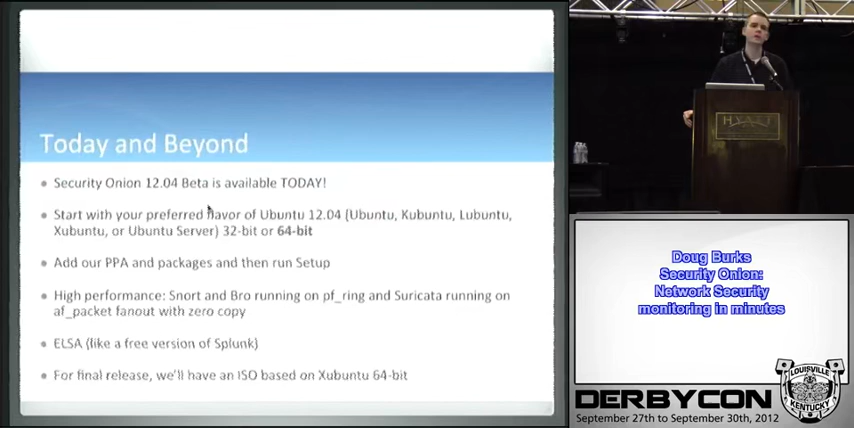 Today and Beyond
Security Onion 12.04 Beta is available TODAY!
Start with your preferred flavor of Ubuntu 12.04 (Ubuntu, Kubuntu, Lubuntu,
Xubuntu, or Ubuntu Server) 32-bit or 64-bit
Add our PPA and packages and then run Setup
High performance: Snort and Bro running on pf_ring and Suricata running on
af_packet fanout with zero copy
ELSA (like a free version of Splunk)
For final release, we'll have an ISO based on Xubuntu 64-bit
HYATT
Doug Burks
Security Onion:
Network Security
monitoring in minutes
DERBYCON
September 27th to September 30th, 2012
LOUISVILLE
KENTUCKY